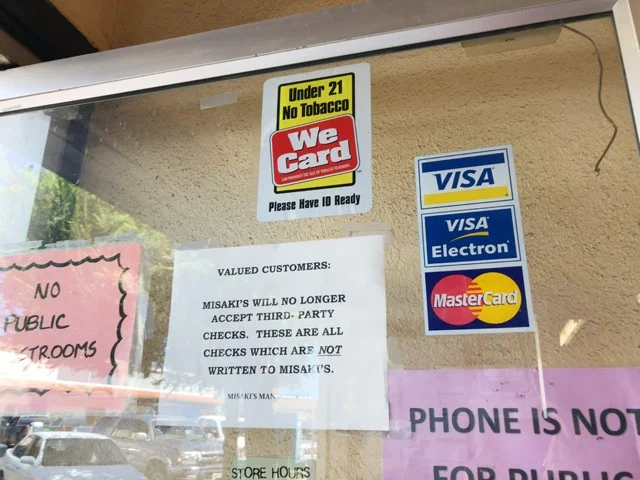 Under 21
No Tobacco
We
Card
Please Have ID Ready
VISA
VISA
Electron
MasterCard
NO
PUBLIC
VALUED CUSTOMERS:
MISAKI'S WILL NO LONGER
ACCEPT THIRD- PARTY
CHECKS. THESE ARE ALL
CHECKS WHICH ARE NOT
WRITTEN TO MISAKI'S.
MISAKI'S
PHONE IS NOT
FOR PUBLIC
STORE HOURS